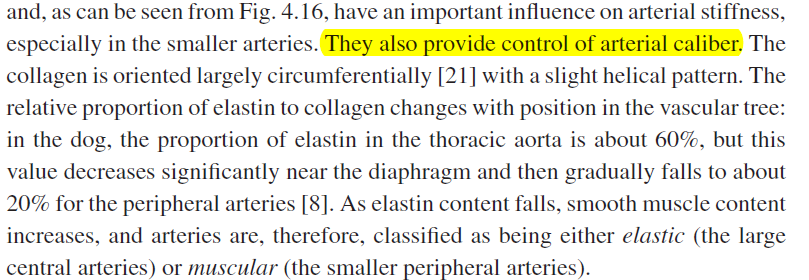 and, as can be seen from Fig. 4.16, have an important influence on arterial stiffness,
especially in the smaller arteries. They also provide control of arterial caliber. The
collagen is oriented largely circumferentially [21] with a slight helical pattern. The
relative proportion of elastin to collagen changes with position in the vascular tree:
in the dog, the proportion of elastin in the thoracic aorta is about 60%, but this
value decreases significantly near the diaphragm and then gradually falls to about
20% for the peripheral arteries [8]. As elastin content falls, smooth muscle content
increases, and arteries are, therefore, classified as being either elastic (the large
central arteries) or muscular (the smaller peripheral arteries).